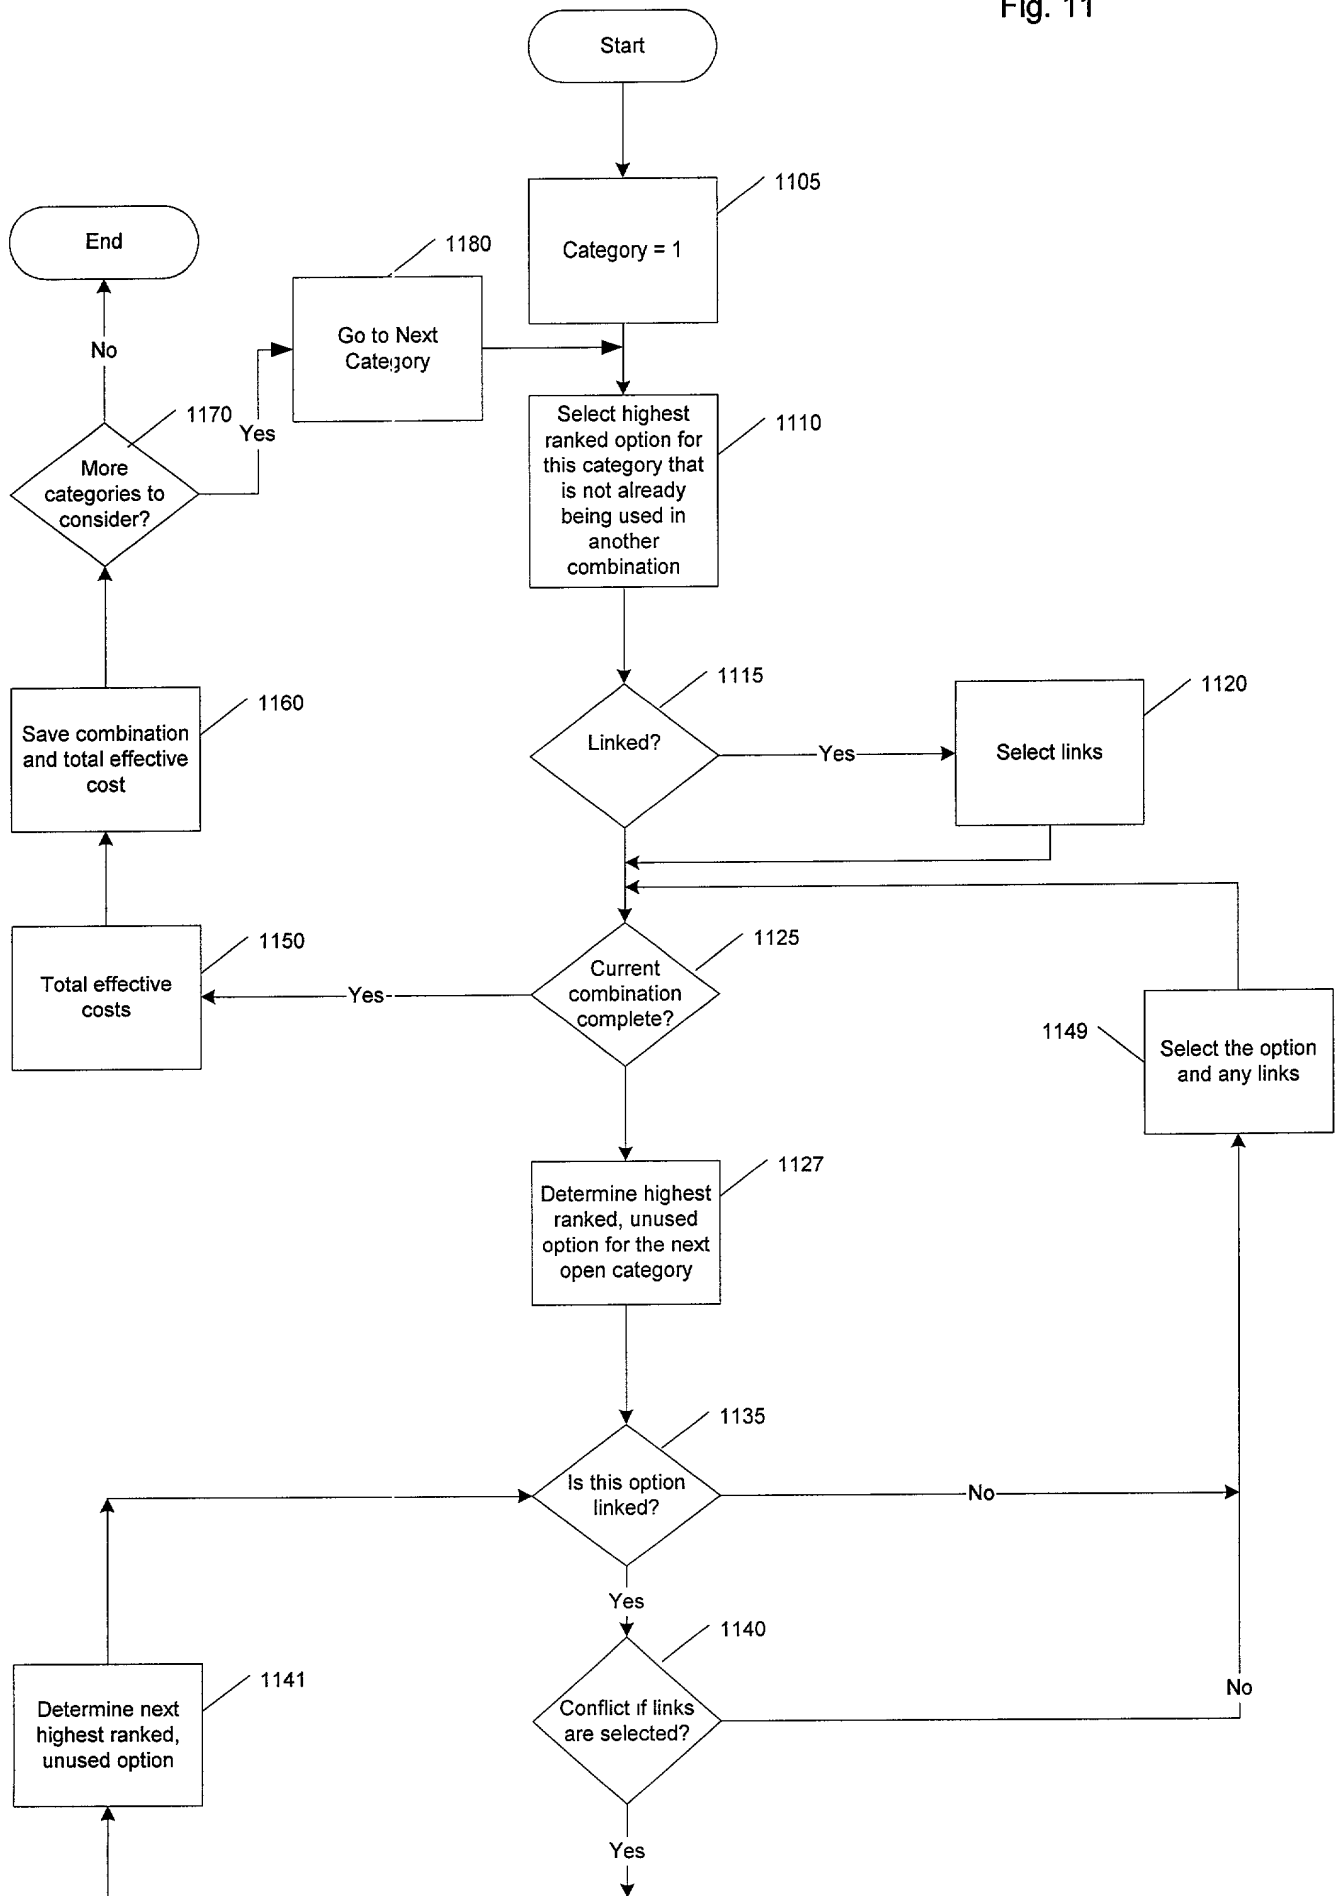 Fig. 11
Start
1105
Category = 1
End
1180
Go to Next
Category
No
1170
Yes
More
categories to
consider?
Select highest
ranked option for
this category that
is not already
being used in
another
combination
1110
1115
Linked?
Yes
1120
Select links
1160
Save combination
and total effective
cost
1150
Total effective
costs
Yes
1125
Current
combination
complete?
1149
Select the option
and any links
1127
Determine highest
ranked, unused
option for the next
open category
1135
Is this option
linked?
No
Yes
1140
Conflict if links
are selected?
No
1141
Determine next
highest ranked,
unused option
Yes